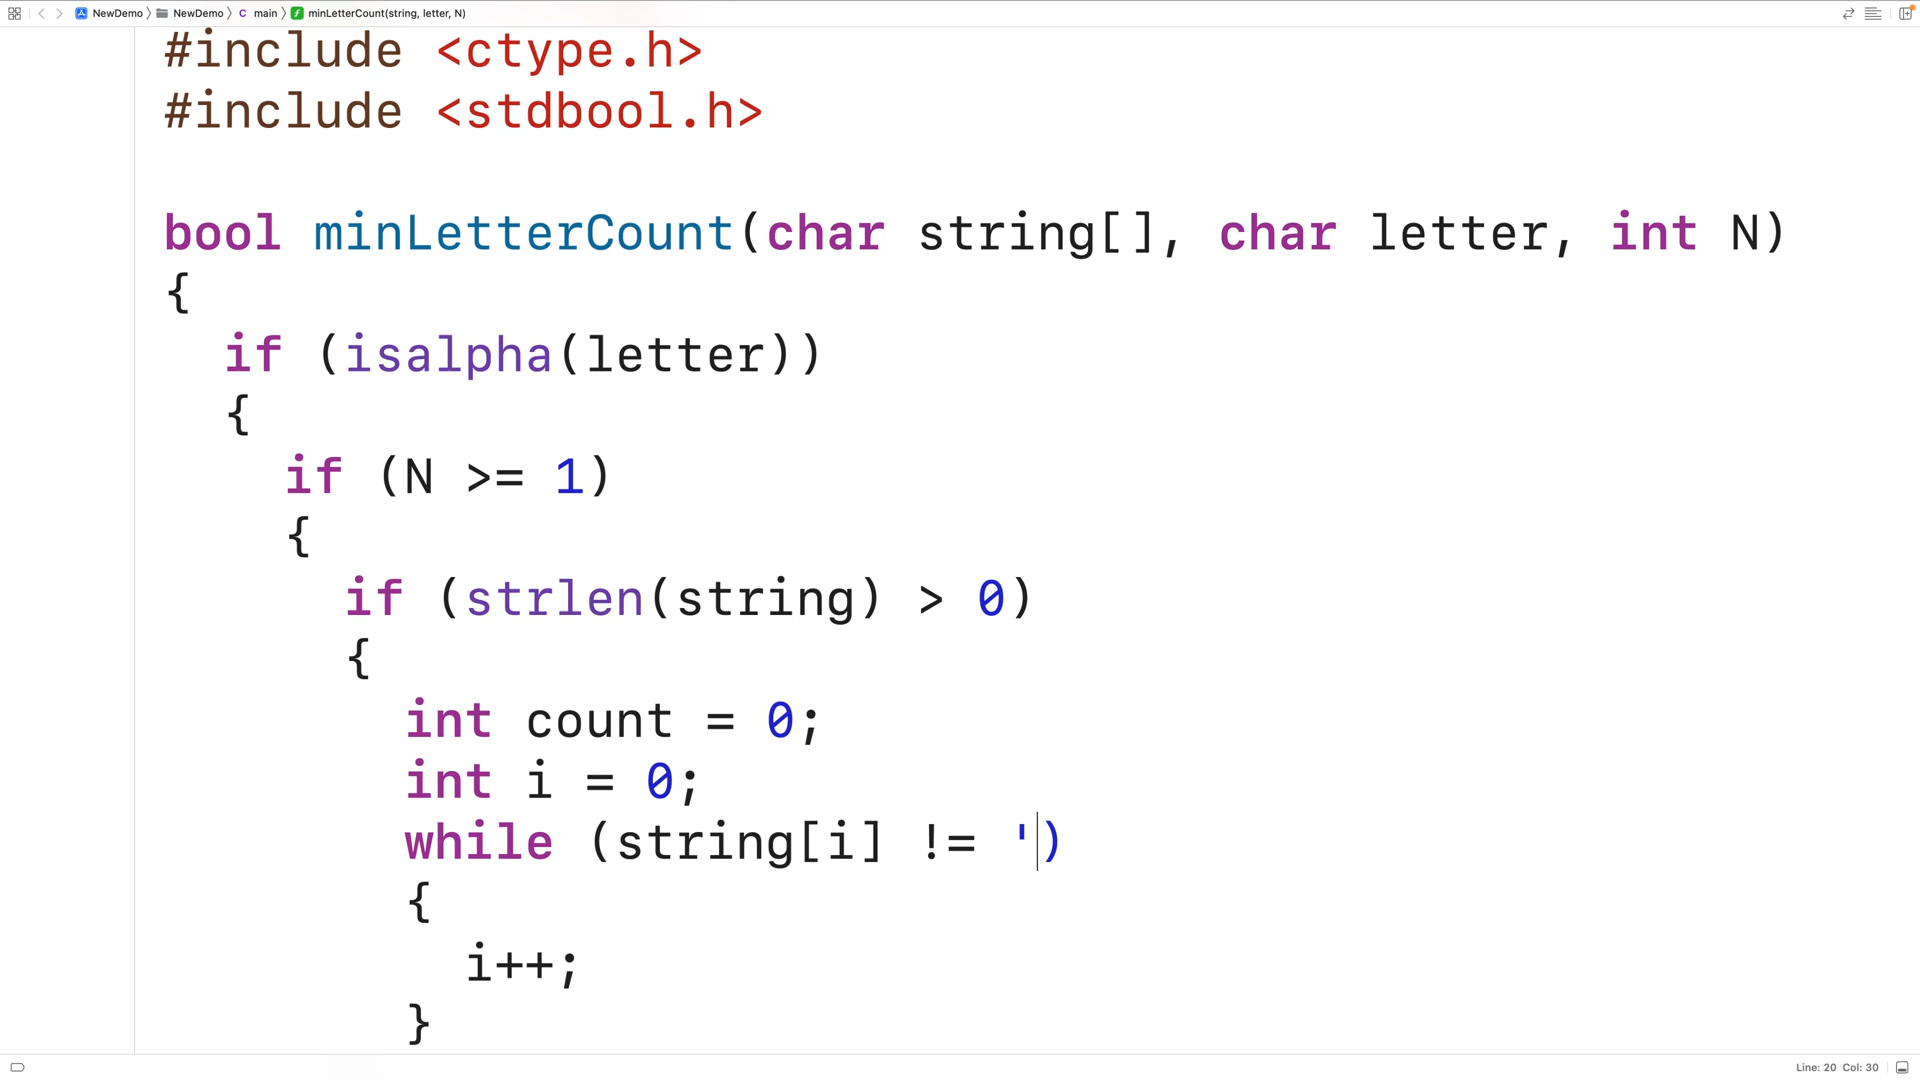 NewDemo NewDemo C main f minLetterCount(string, letter, N)
#include <ctype.h>
#include <stdbool.h>
bool minLetterCount(char string[], char letter, int N)
{
if (isalpha(letter))
{
if (N >= 1)
{
if (strlen(string) > 0)
{
int count = 0;
int i = 0;
while (string[i] != ')
{
i++;
}
Line: 20 Col: 30